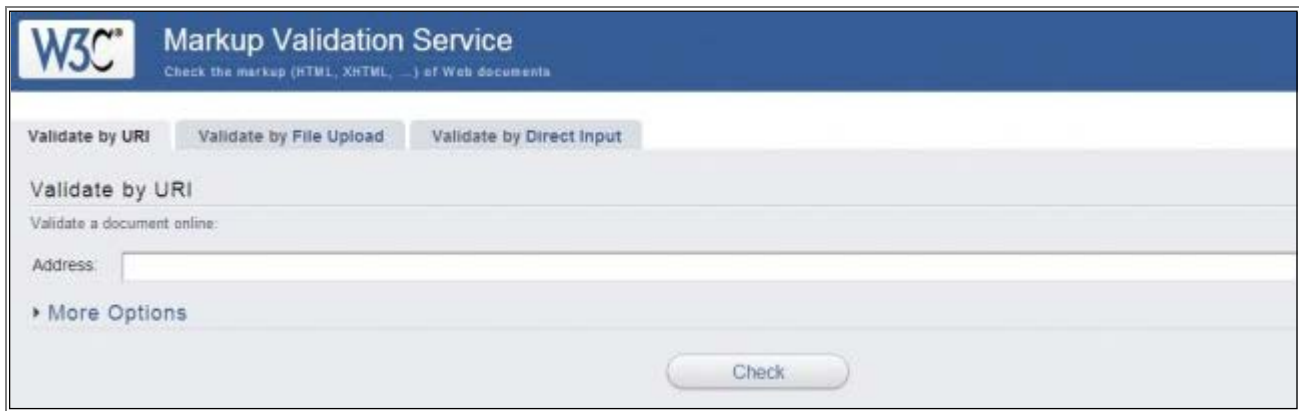 W3C®
Markup Validation Service
Check the markup (HTML, XHTML, ...) of Web documents
Validate by URI Validate by File Upload Validate by Direct Input
Validate by URI
Validate a document online:
Address:
More Options
Check